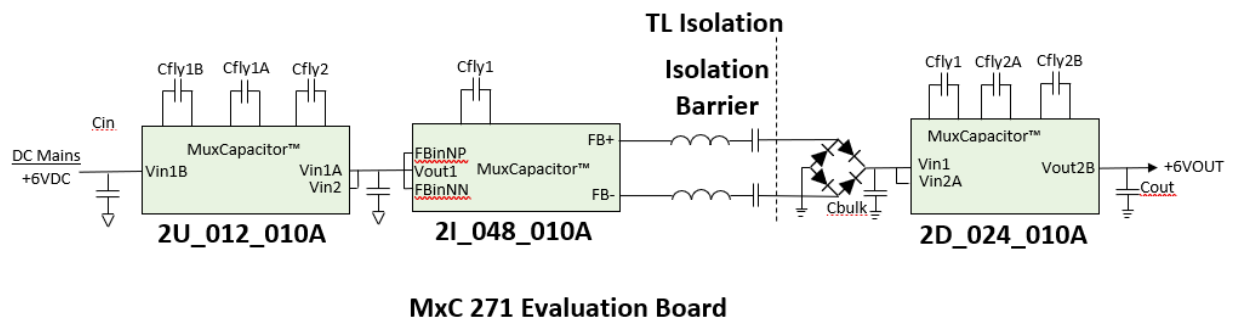 TL Isolation
Isolation
Barrier
Cfly1B
Cfly1A
Cfly2
Cfly1
Cfly1
Cfly2A
Cfly2B
Cin
DC Mains
+6VDC
MuxCapacitor™
Vin1B
Vin1A
Vin2
2U_012_010A
FBinNP
Vout1
FBinNN
MuxCapacitor™
FB+
FB-
2I_048_010A
Cbulk
MuxCapacitor™
Vin1
Vin2A
Vout2B
2D_024_010A
+6VOUT
Cout
MxC 271 Evaluation Board